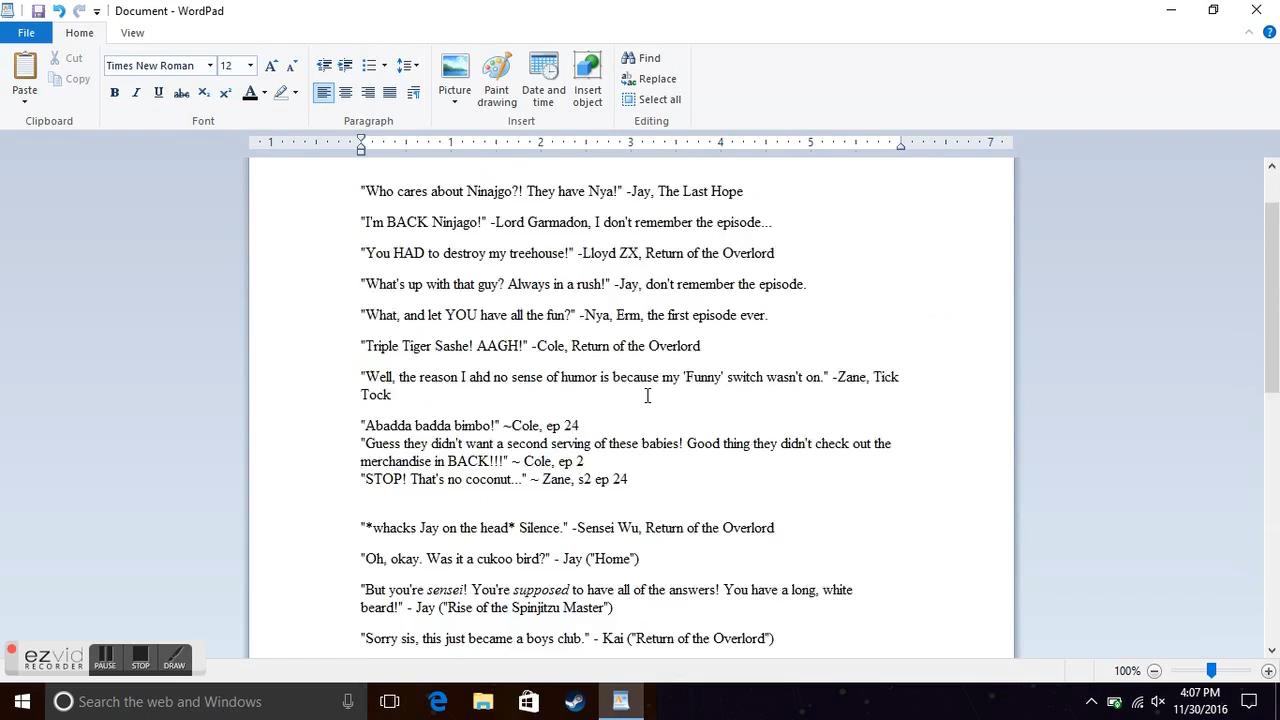 Document - WordPad
File Home View
Paste
Cut
Copy
Times New Roman 12
Clipboard
Font
Paragraph
Picture
Paint drawing
Date and time
Insert object
Insert
Find
Replace
Select all
Editing
1 1 2 3 4 5 7
"Who cares about Ninajgo?! They have Nya!" -Jay, The Last Hope
"I'm BACK Ninjago!" -Lord Garmadon, I don't remember the episode...
"You HAD to destroy my treehouse!" -Lloyd ZX, Return of the Overlord
"What's up with that guy? Always in a rush!" -Jay, don't remember the episode.
"What, and let YOU have all the fun?" -Nya, Erm, the first episode ever.
"Triple Tiger Sashe! AAGH!" -Cole, Return of the Overlord
"Well, the reason I ahd no sense of humor is because my 'Funny' switch wasn't on." -Zane, Tick
Tock
"Abadda badda bimbo!" ~Cole, ep 24
"Guess they didn't want a second serving of these babies! Good thing they didn't check out the
merchandise in BACK!!!" ~ Cole, ep 2
"STOP! That's no coconut..." ~ Zane, s2 ep 24
"*whacks Jay on the head* Silence." -Sensei Wu, Return of the Overlord
"Oh, okay. Was it a cukoo bird?" - Jay ("Home")
"But you're sensei! You're supposed to have all of the answers! You have a long, white
beard!" - Jay ("Rise of the Spinjitzu Master")
"Sorry sis, this just became a boys club." - Kai ("Return of the Overlord")
ezvid
RECORDER
PAUSE STOP DRAW
100%
Search the web and Windows
4:07 PM
11/30/2016